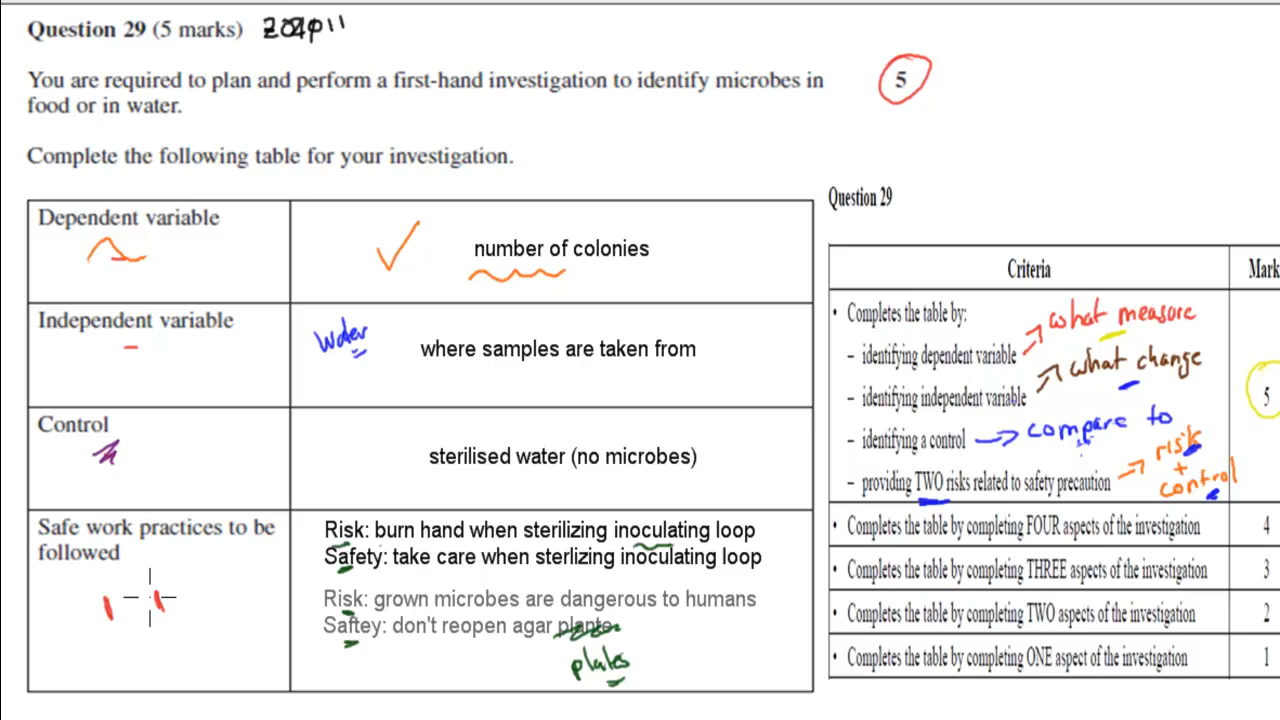 Question 29 (5 marks)
You are required to plan and perform a first-hand investigation to identify microbes in
food or in water.
5
Complete the following table for your investigation.
Dependent variable
number of colonies
Independent variable
water
where samples are taken from
Control
sterilised water (no microbes)
Safe work practices to be
followed
Risk: burn hand when sterilizing inoculating loop
Safety: take care when sterlizing inoculating loop
Risk: grown microbes are dangerous to humans
Saftey: don't reopen agar plante
plates
Question 29
Criteria
Mark
• Completes the table by:
– identifying dependent variable
what measure
– identifying independent variable
what change
– identifying a control
compare to
– providing TWO risks related to safety precaution
risk
+
control
5
• Completes the table by completing FOUR aspects of the investigation
4
• Completes the table by completing THREE aspects of the investigation
3
• Completes the table by completing TWO aspects of the investigation
2
• Completes the table by completing ONE aspect of the investigation
1